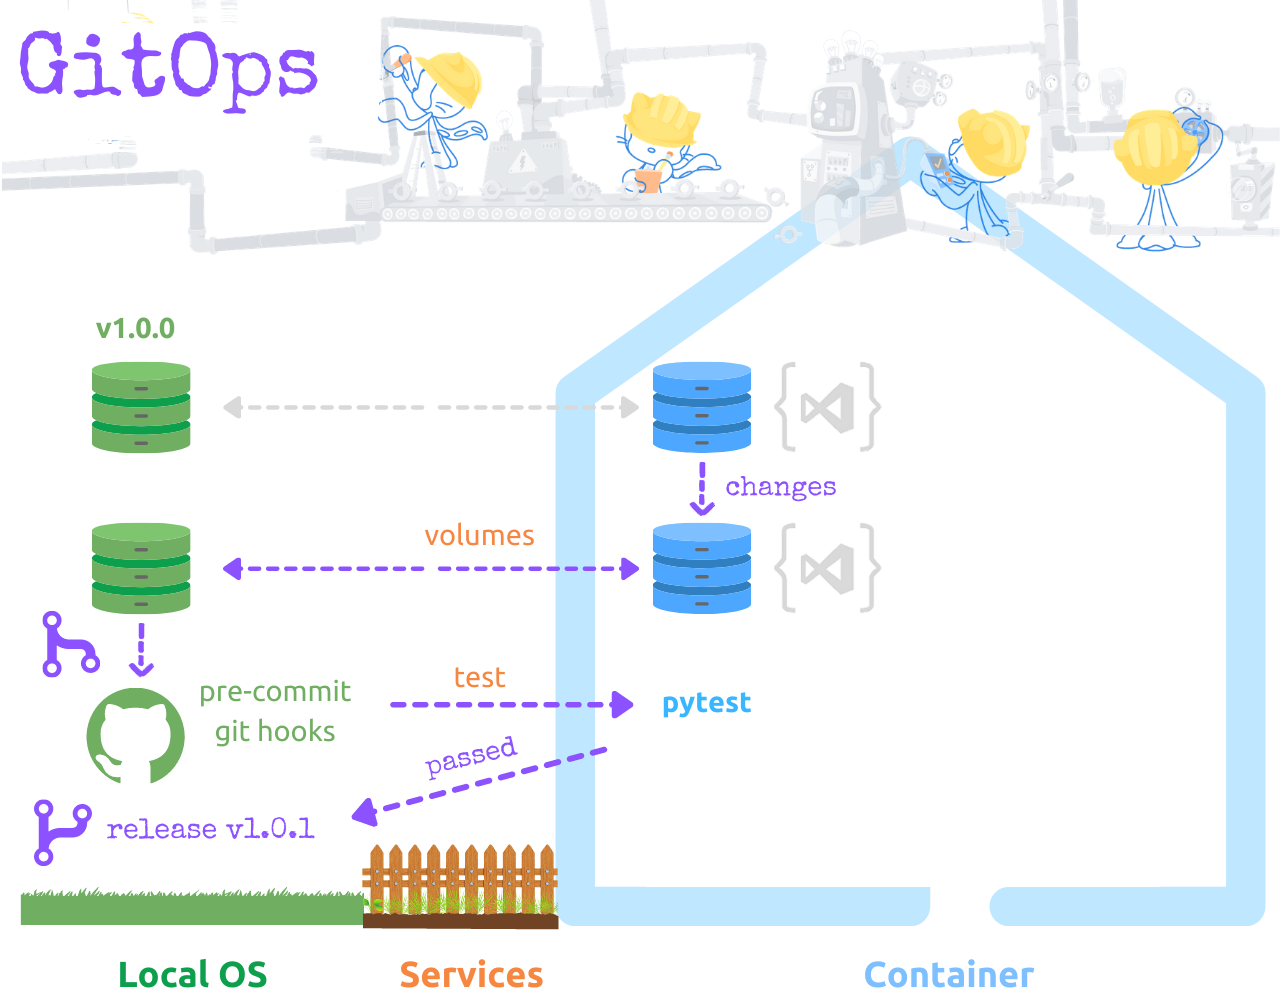 GitOps
v1.0.0
changes
volumes
test
pre-commit
git hooks
pytest
passed
release v1.0.1
Local OS
Services
Container